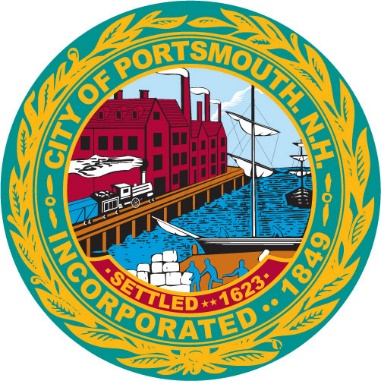 CITY OF PORTSMOUTH, N.H.
SETTLED ★★ 1623 ·
INCORPORATED ·· 1849